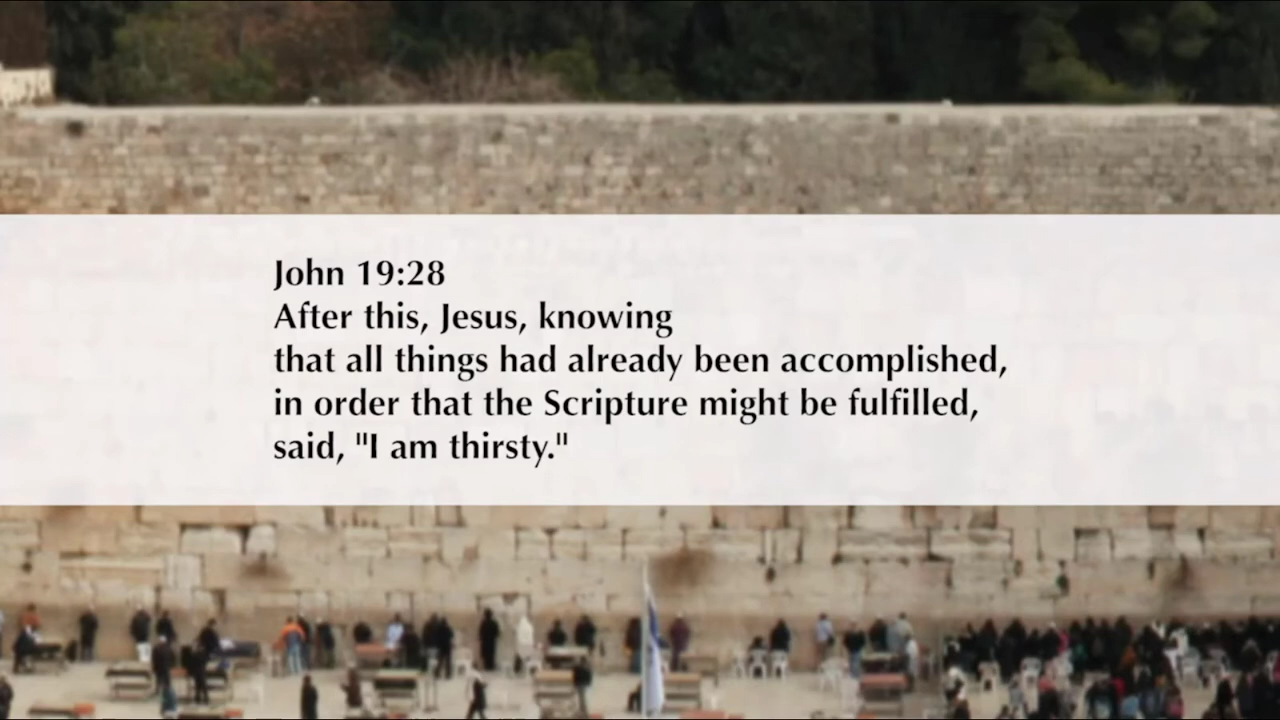 John 19:28
After this, Jesus, knowing
that all things had already been accomplished,
in order that the Scripture might be fulfilled,
said, "I am thirsty."